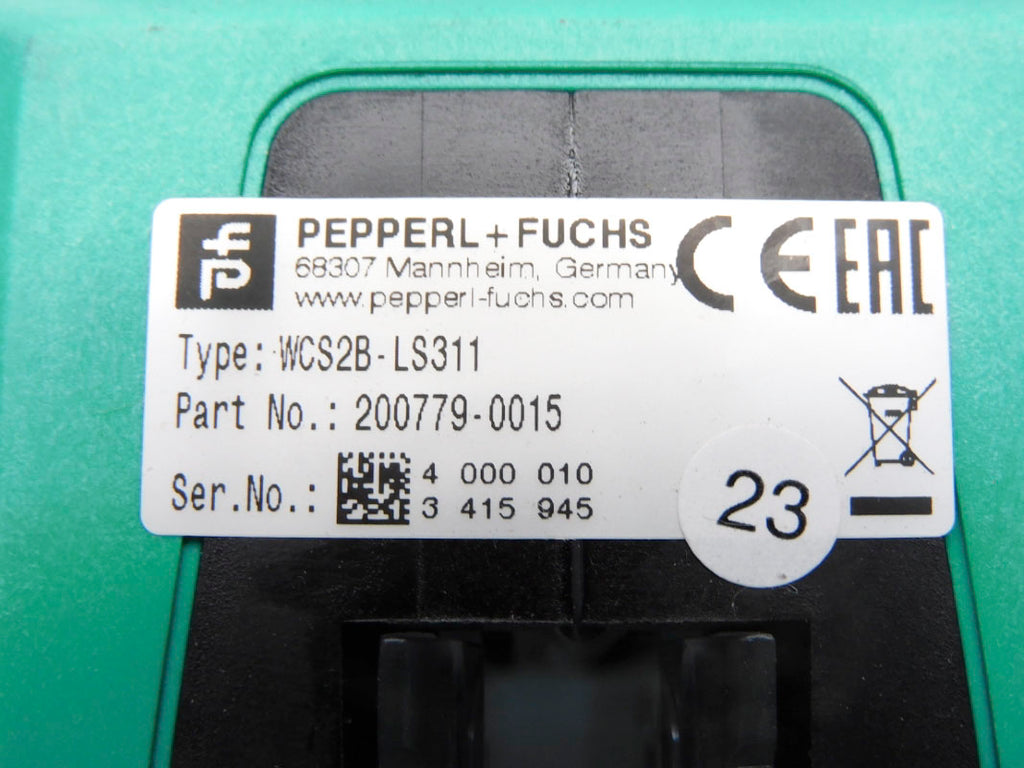 PEPPERL+FUCHS
68307 Mannheim, Germany
www.pepperl-fuchs.com
CE EAC
Type: WCS2B-LS311
Part No.: 200779-0015
Ser.No.: 4 000 010
3 415 945
23